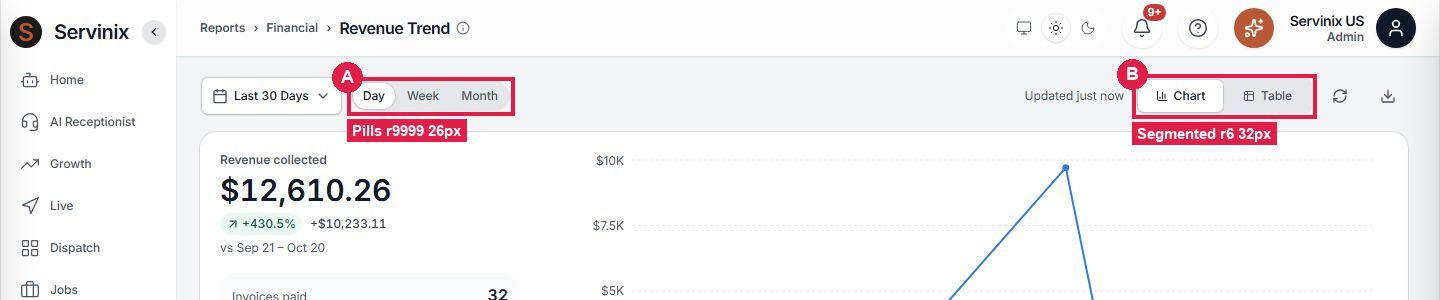 S Servinix
Reports › Financial › Revenue Trend
9+
Servinix US
Admin
Home
AI Receptionist
Growth
Live
Dispatch
Jobs
Last 30 Days
A
Day Week Month
Pills r9999 26px
Updated just now
B
Chart Table
Segmented r6 32px
Revenue collected
$12,610.26
+430.5% +$10,233.11
vs Sep 21 – Oct 20
Invoices paid 32
$10K
$7.5K
$5K